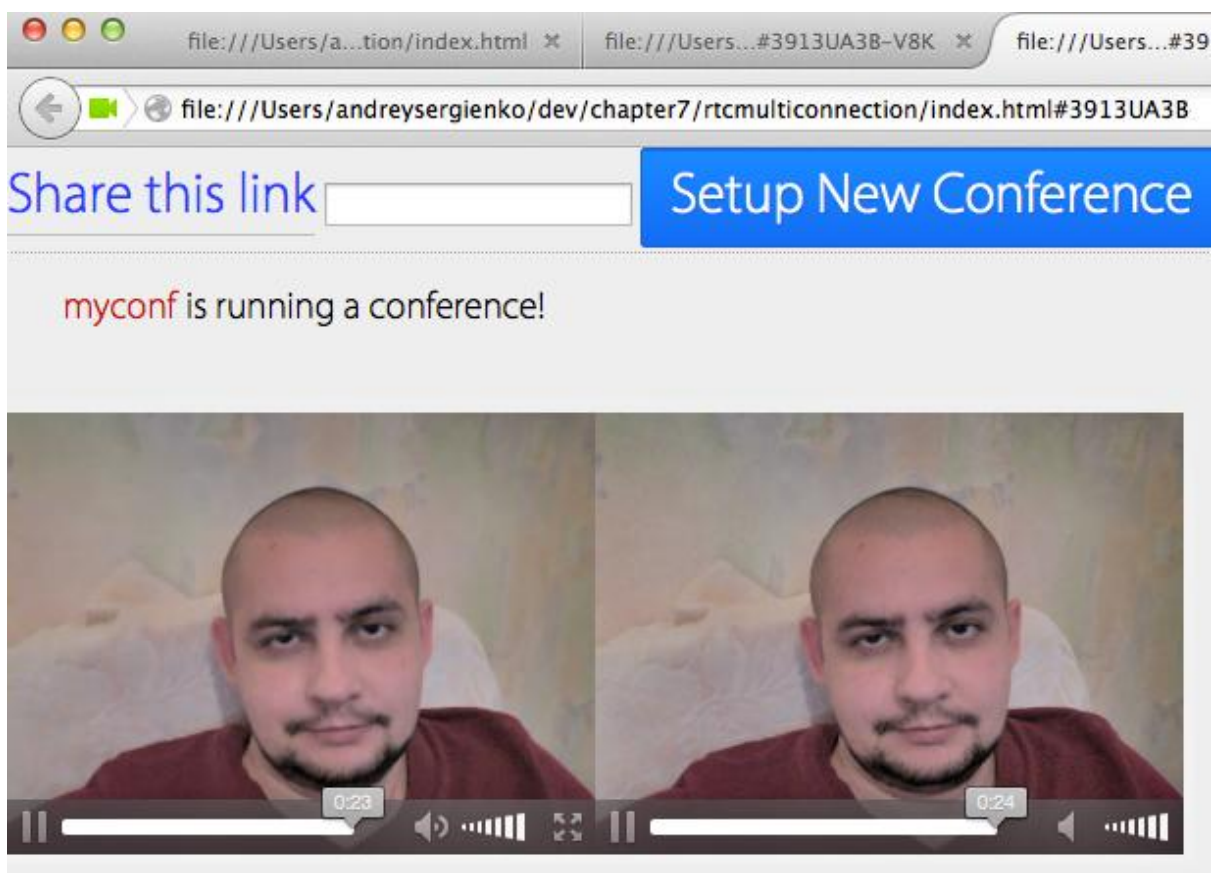 file:///Users/a...tion/index.html file:///Users...#3913UA3B-V8K file:///Users...#39
file:///Users/andreysergienko/dev/chapter7/rtcmulticonnection/index.html#3913UA3B
Share this link Setup New Conference
myconf is running a conference!
0:23 0:24